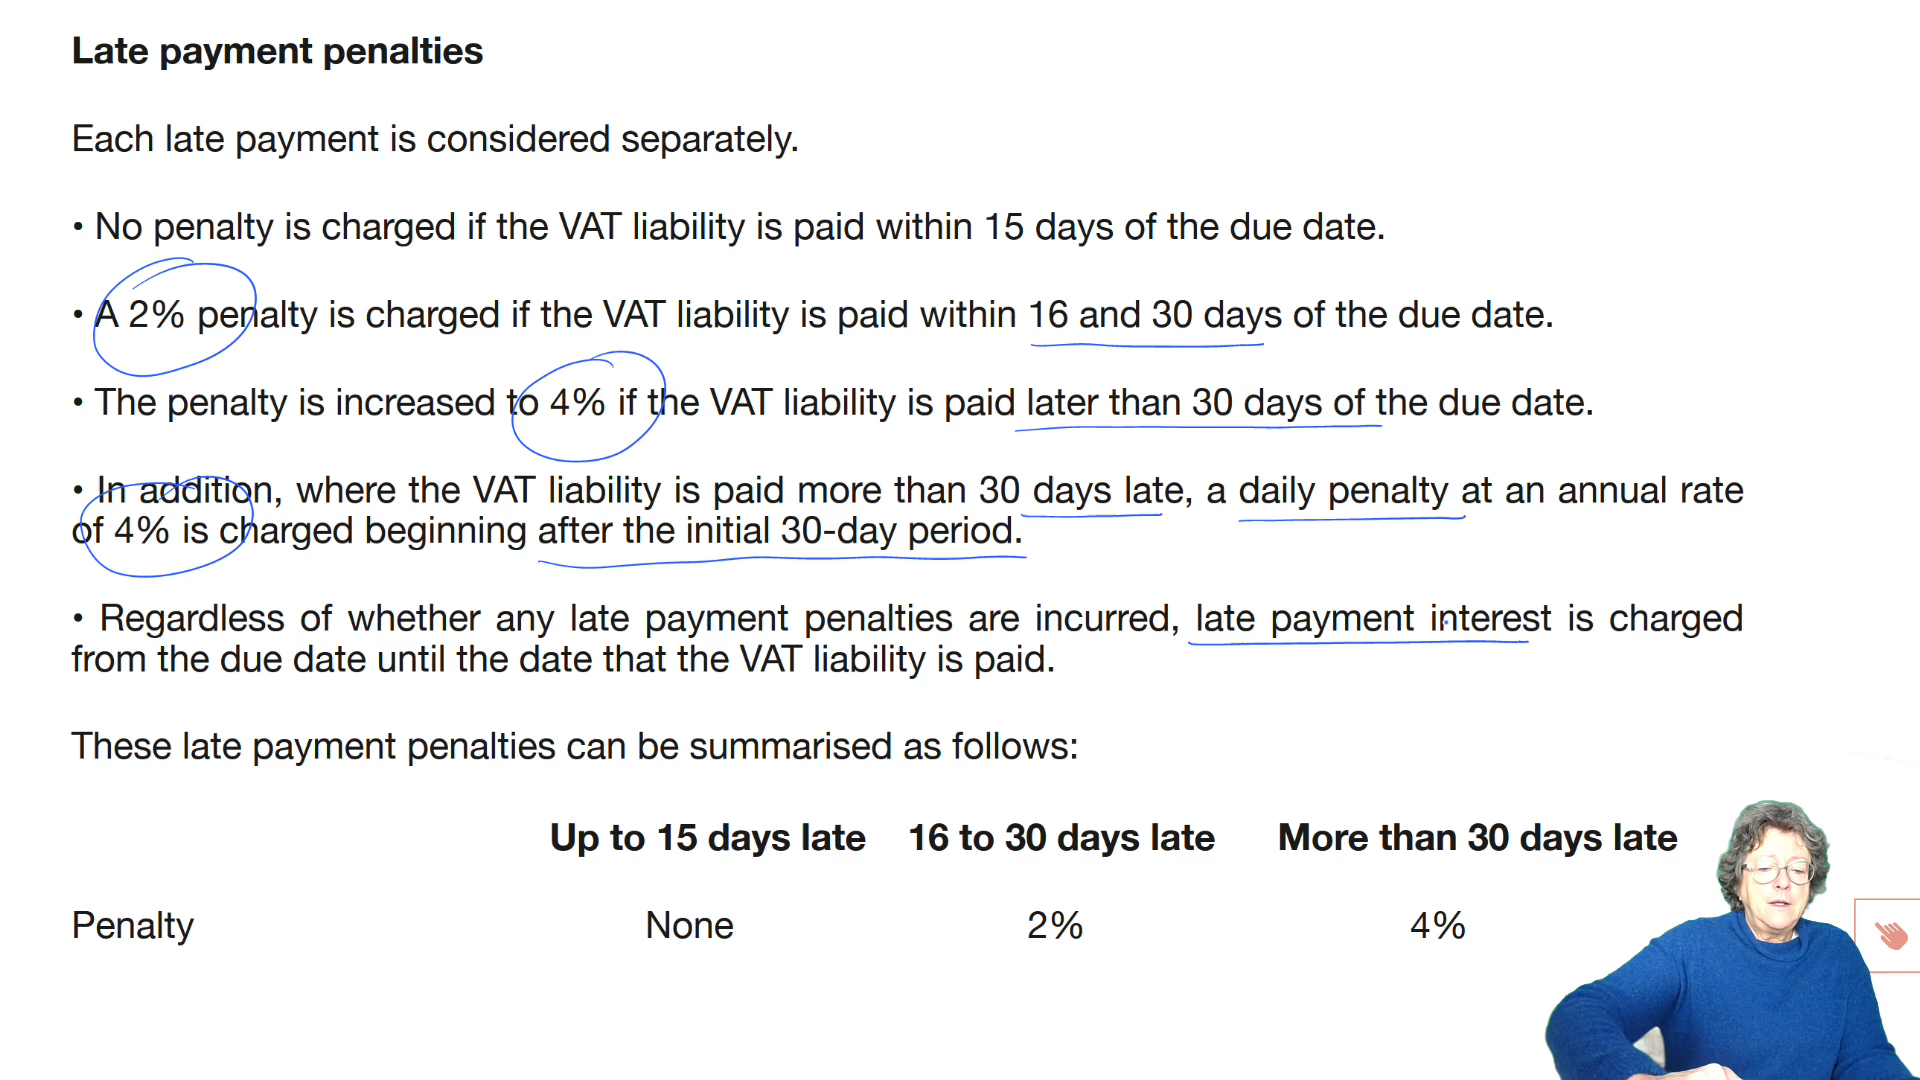 Late payment penalties
Each late payment is considered separately.
• No penalty is charged if the VAT liability is paid within 15 days of the due date.
• A 2% penalty is charged if the VAT liability is paid within 16 and 30 days of the due date.
• The penalty is increased to 4% if the VAT liability is paid later than 30 days of the due date.
• In addition, where the VAT liability is paid more than 30 days late, a daily penalty at an annual rate
of 4% is charged beginning after the initial 30-day period.
• Regardless of whether any late payment penalties are incurred, late payment interest is charged
from the due date until the date that the VAT liability is paid.
These late payment penalties can be summarised as follows:
Up to 15 days late 16 to 30 days late More than 30 days late
Penalty None 2% 4%